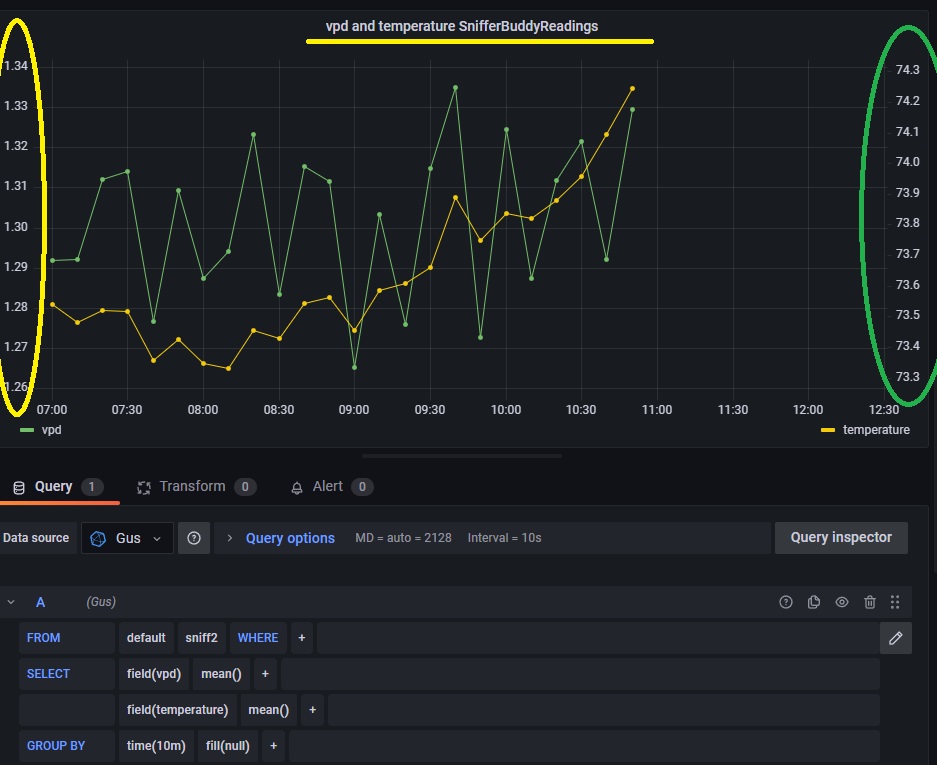 vpd and temperature SnifferBuddyReadings
1.34
1.33
1.32
1.31
1.30
1.29
1.28
1.27
1.26
74.3
74.2
74.1
74.0
73.9
73.8
73.7
73.6
73.5
73.4
73.3
07:00 07:30 08:00 08:30 09:00 09:30 10:00 10:30 11:00 11:30 12:00 12:30
vpd temperature
Query 1 Transform 0 Alert 0
Data source Gus Query options MD = auto = 2128 Interval = 10s Query inspector
A (Gus)
FROM default sniff2 WHERE +
SELECT field(vpd) mean() +
field(temperature) mean() +
GROUP BY time(10m) fill(null) +